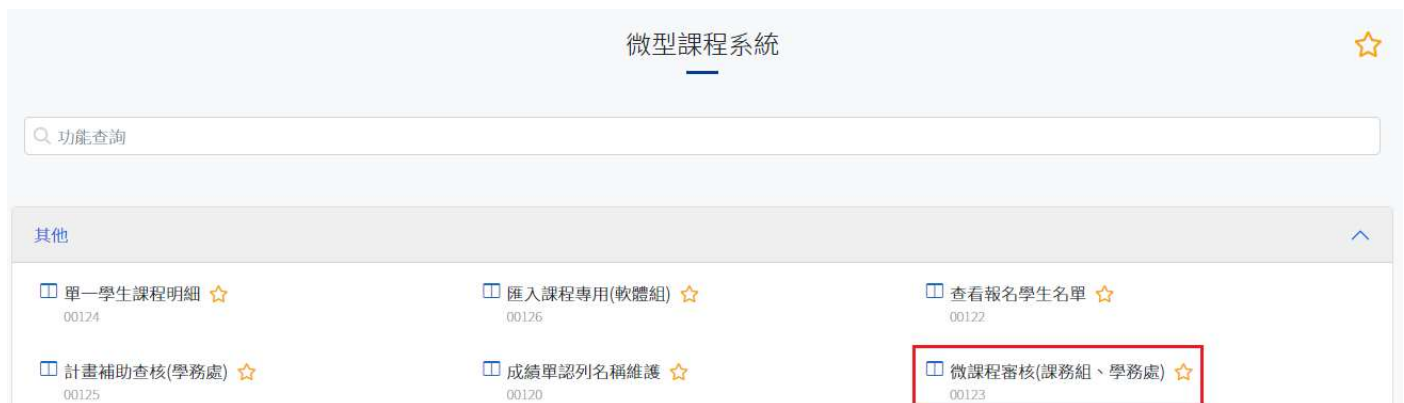 微型課程系統
功能查詢
其他
單一學生課程明細
00124
匯入課程專用(軟體組)
00126
查看報名學生名單
00122
計畫補助查核(學務處)
00125
成績單認列名稱維護
00120
微課程審核(課務組、學務處)
00123